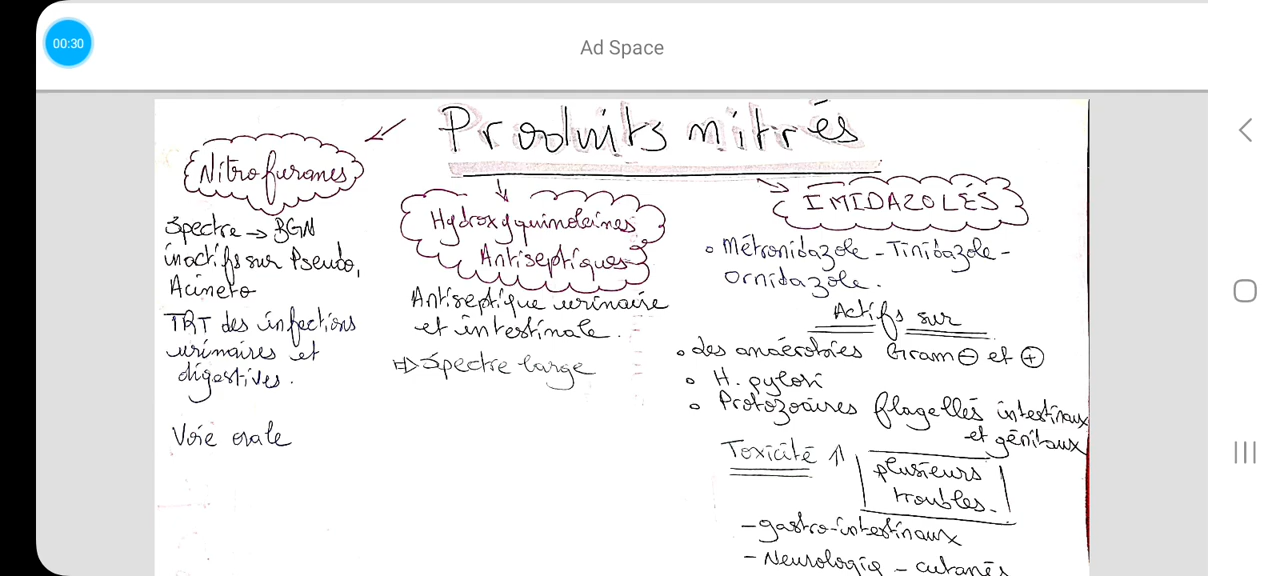 00:30
Ad Space
Produits nitrés
Nitrofuranes
Spectre → BGN
inactifs sur Pseudo,
Acineto
TRT des infections
urinaires et
digestives.
Voie orale
Hydroxyquinoleines
Antiseptiques
Antiseptique urinaire
et intestinale.
⇒ Spectre large
IMIDAZOLÉS
Métronidazole - Tinidazole -
Ornidazole.
Actifs sur
des anaérobies Gram ⊖ et ⊕
H. pylori
Protozoaires flagellés intestinaux
et génitaux
Toxicité ↑
plusieurs
troubles.
- gastro-intestinaux
- Neurologiq - cutanés